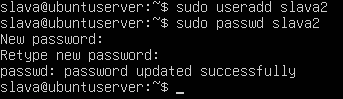 slava@ubuntuserver:~$ sudo useradd slava2
slava@ubuntuserver:~$ sudo passwd slava2
New password:
Retype new password:
passwd: password updated successfully
slava@ubuntuserver:~$ _